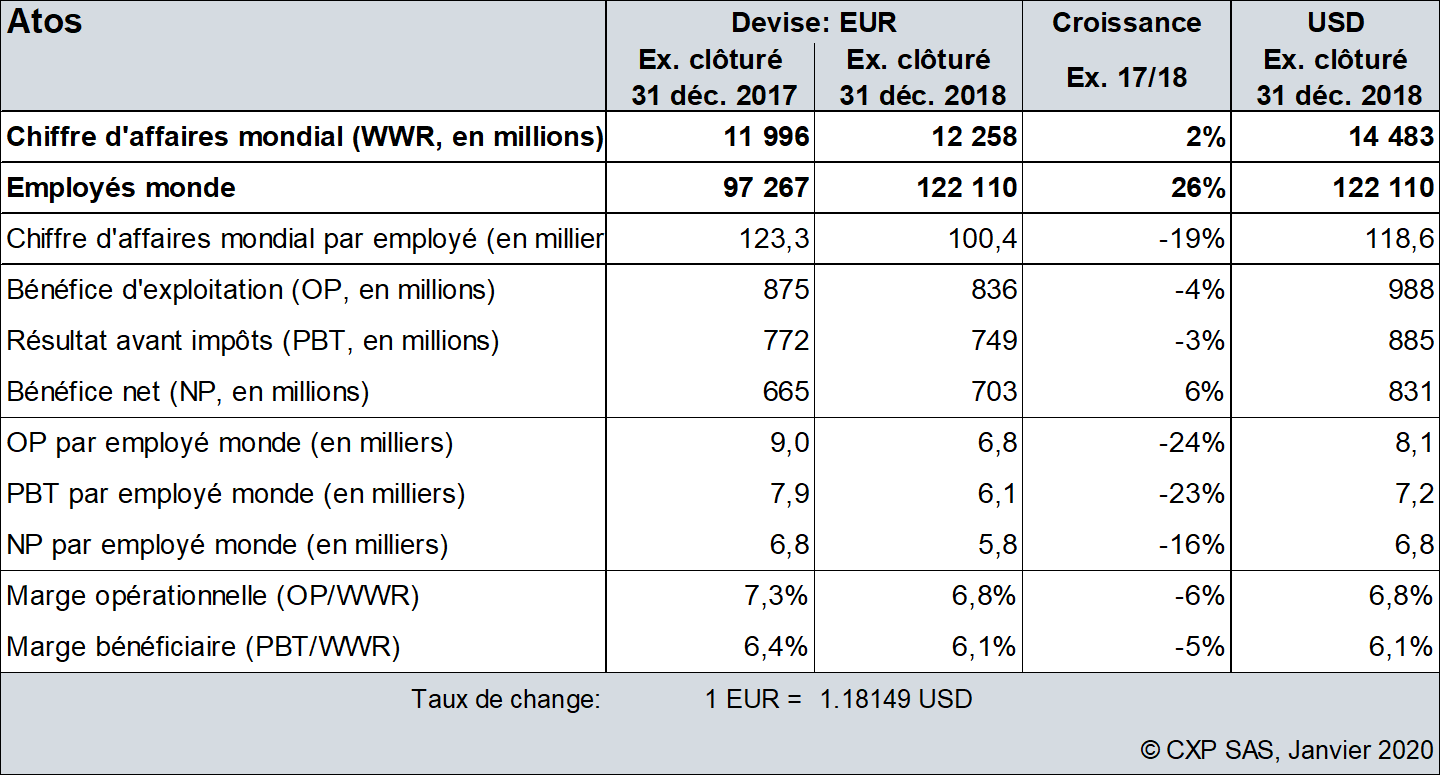 Atos Devise: EUR Croissance USD
Ex. clôturé Ex. clôturé Ex. 17/18 Ex. clôturé
31 déc. 2017 31 déc. 2018 31 déc. 2018
Chiffre d'affaires mondial (WWR, en millions) 11 996 12 258 2% 14 483
Employés monde 97 267 122 110 26% 122 110
Chiffre d'affaires mondial par employé (en millier 123,3 100,4 -19% 118,6
Bénéfice d'exploitation (OP, en millions) 875 836 -4% 988
Résultat avant impôts (PBT, en millions) 772 749 -3% 885
Bénéfice net (NP, en millions) 665 703 6% 831
OP par employé monde (en milliers) 9,0 6,8 -24% 8,1
PBT par employé monde (en milliers) 7,9 6,1 -23% 7,2
NP par employé monde (en milliers) 6,8 5,8 -16% 6,8
Marge opérationnelle (OP/WWR) 7,3% 6,8% -6% 6,8%
Marge bénéficiaire (PBT/WWR) 6,4% 6,1% -5% 6,1%
Taux de change: 1 EUR = 1.18149 USD
© CXP SAS, Janvier 2020